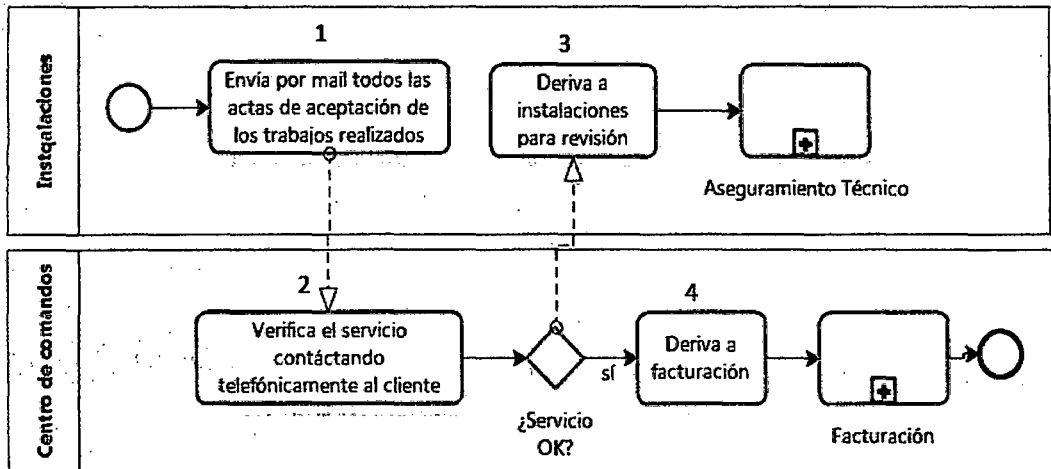 Instqalaciones
1
Envía por mail todos las
actas de aceptación de
los trabajos realizados
3
Deriva a
instalaciones
para revisión
Aseguramiento Técnico
Centro de comandos
2
Verifica el servicio
contáctando
telefónicamente al cliente
¿Servicio
OK?
sí
4
Deriva a
facturación
Facturación